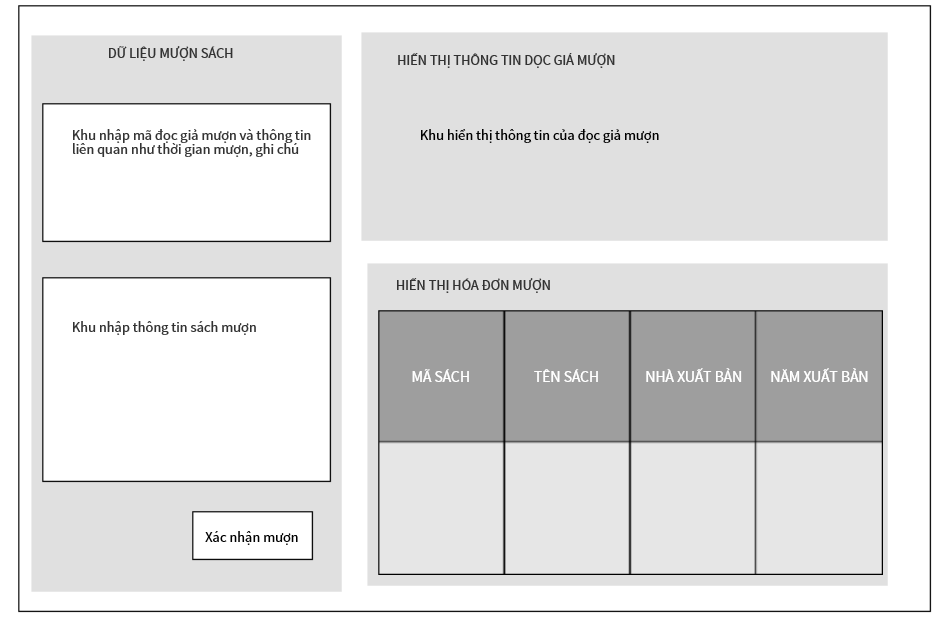 DỮ LIỆU MƯỢN SÁCH
Khu nhập mã đọc giả mượn và thông tin
liên quan như thời gian mượn, ghi chú
Khu nhập thông tin sách mượn
Xác nhận mượn
HIỂN THỊ THÔNG TIN DỌC GIÁ MƯỢN
Khu hiển thị thông tin của đọc giả mượn
HIỂN THỊ HÓA ĐƠN MƯỢN
MÃ SÁCH
TÊN SÁCH
NHÀ XUẤT BẢN
NĂM XUẤT BẢN